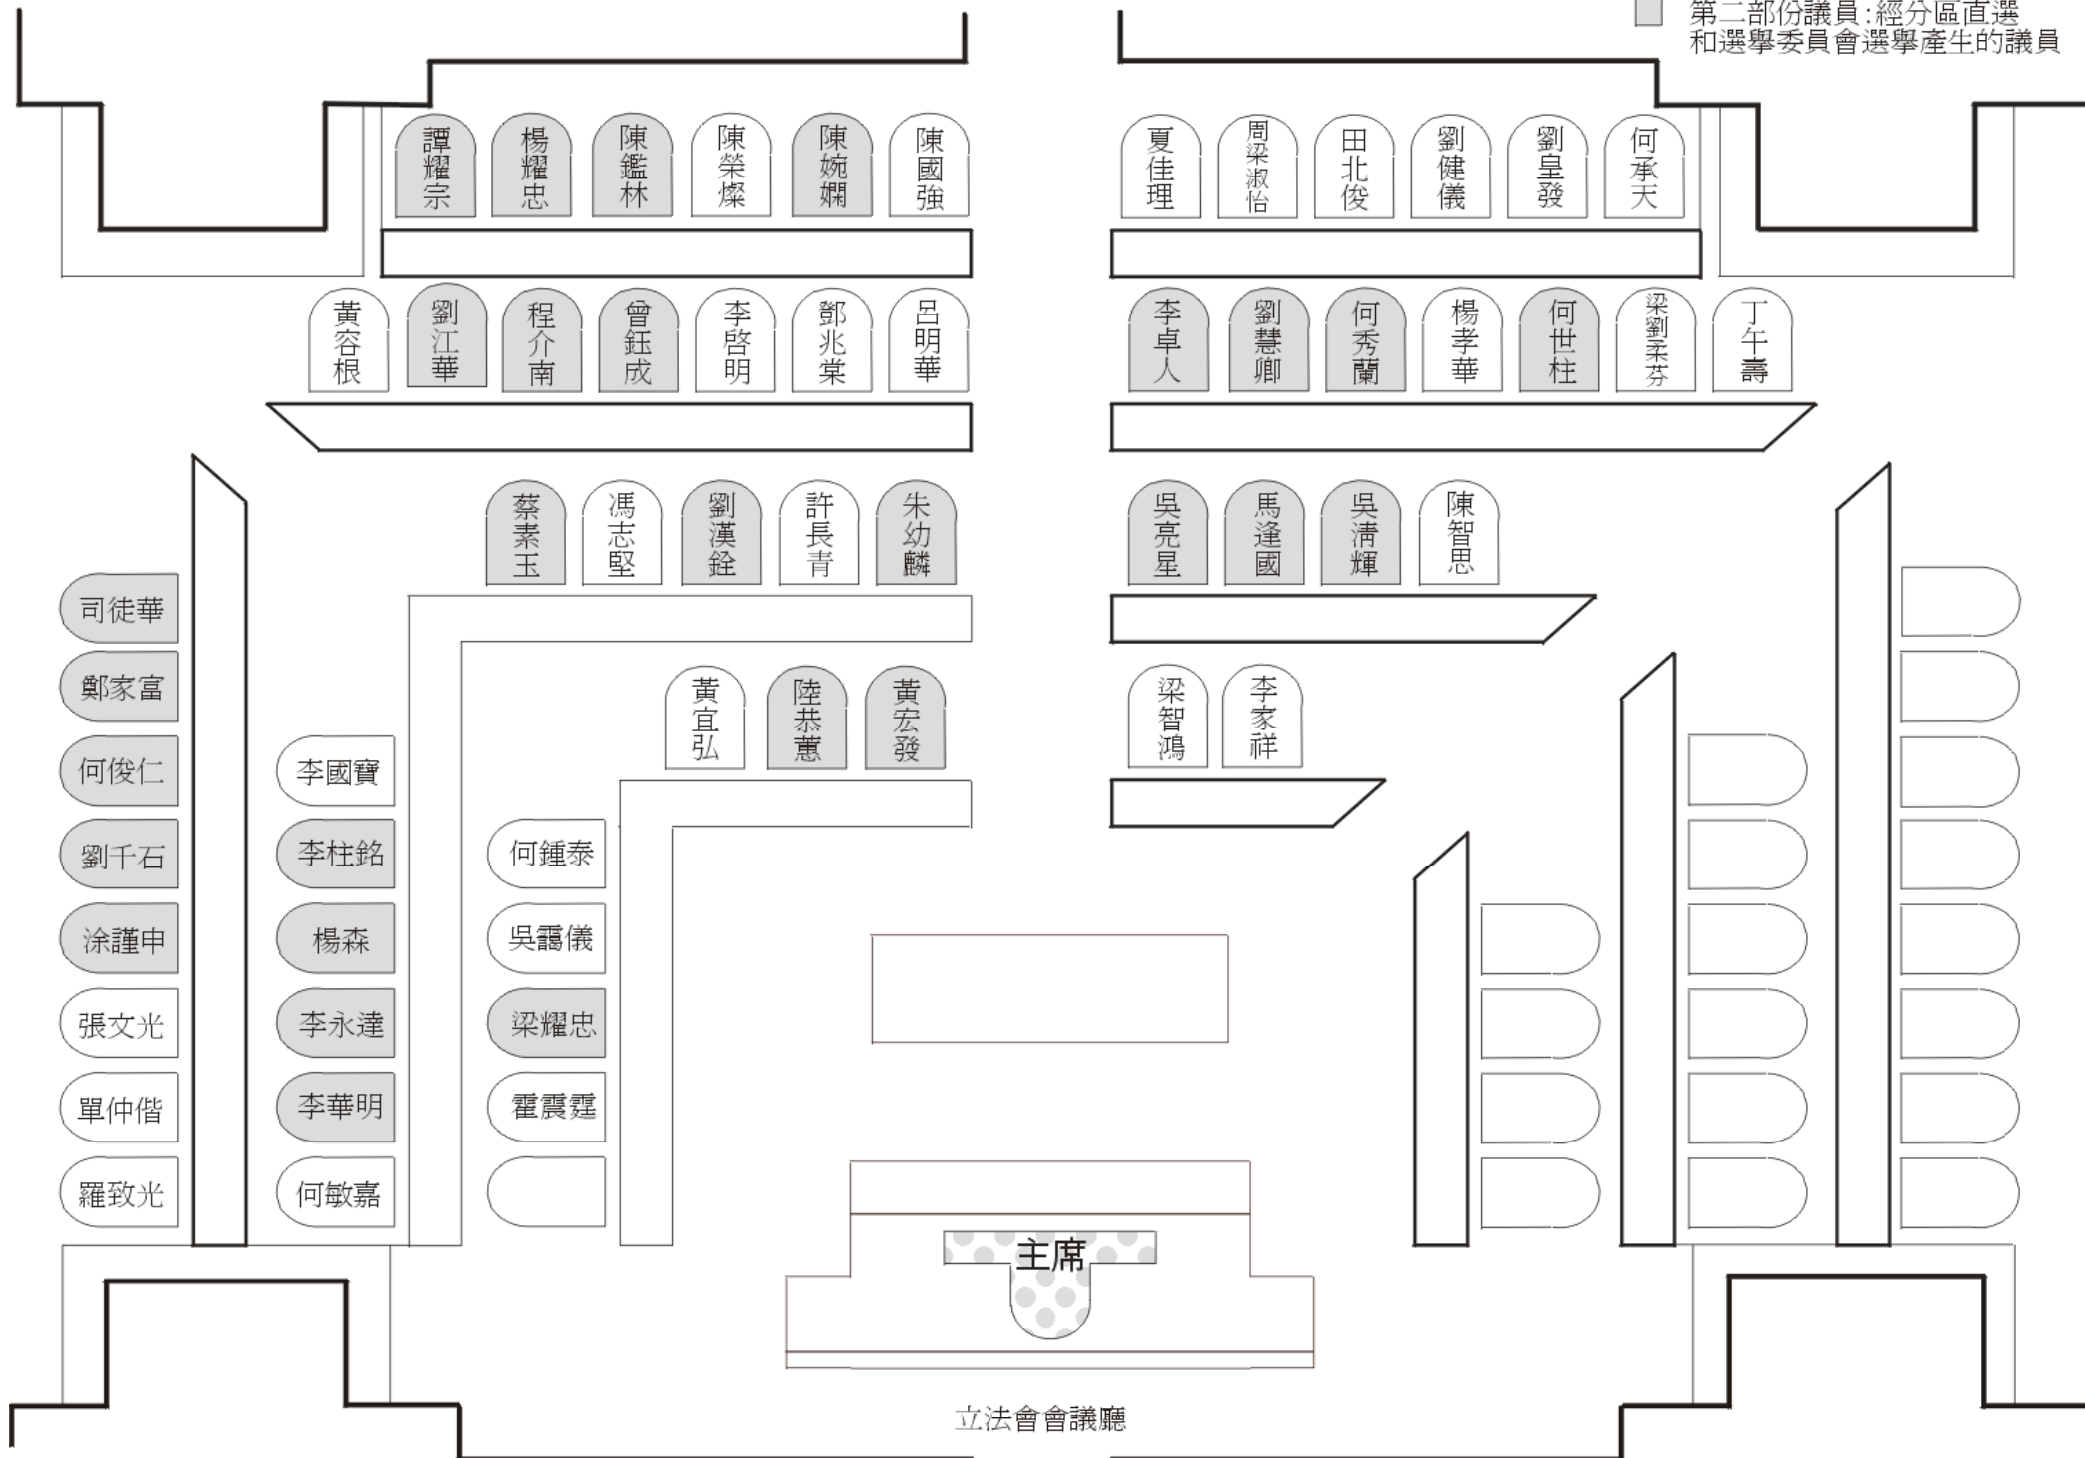 第二部份議員:經分區直選
和選舉委員會選舉產生的議員
譚耀宗
楊耀忠
陳鑑林
陳榮燦
陳婉嫻
陳國強
夏佳理
周梁淑怡
田北俊
劉健儀
劉皇發
何承天
黃容根
劉江華
程介南
曾鈺成
李啓明
鄧兆棠
呂明華
李卓人
劉慧卿
何秀蘭
楊孝華
何世柱
梁劉柔芬
丁午壽
蔡素玉
馮志堅
劉漢銓
許長青
朱幼麟
吳亮星
馬逢國
吳清輝
陳智思
司徒華
鄭家富
何俊仁
劉千石
涂謹申
張文光
單仲偕
羅致光
李國寶
李柱銘
楊森
李永達
李華明
何敏嘉
黃宜弘
陸恭蕙
黃宏發
梁智鴻
李家祥
何鍾泰
吳靄儀
梁耀忠
霍震霆
主席
立法會會議廳